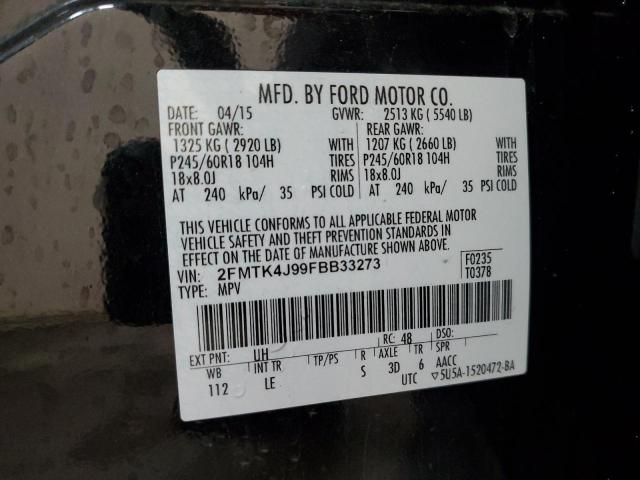 MFD. BY FORD MOTOR CO.
DATE: 04/15 GVWR: 2513 KG ( 5540 LB)
FRONT GAWR: REAR GAWR:
1325 KG ( 2920 LB) WITH 1207 KG ( 2660 LB) WITH
P245/60R18 104H TIRES P245/60R18 104H TIRES
18x8.0J RIMS 18x8.0J RIMS
AT 240 kPa/ 35 PSI COLD AT 240 kPa/ 35 PSI COLD
THIS VEHICLE CONFORMS TO ALL APPLICABLE FEDERAL MOTOR
VEHICLE SAFETY AND THEFT PREVENTION STANDARDS IN
EFFECT ON THE DATE OF MANUFACTURE SHOWN ABOVE.
VIN: 2FMTK4J99FBB33273 F0235
TYPE: MPV T0378
EXT PNT: UH RC: 48 DSO:
WB INT TR TP/PS R AXLE TR SPR
112 LE S 3D 6 AACC
UTC ▽5U5A-1520472-BA